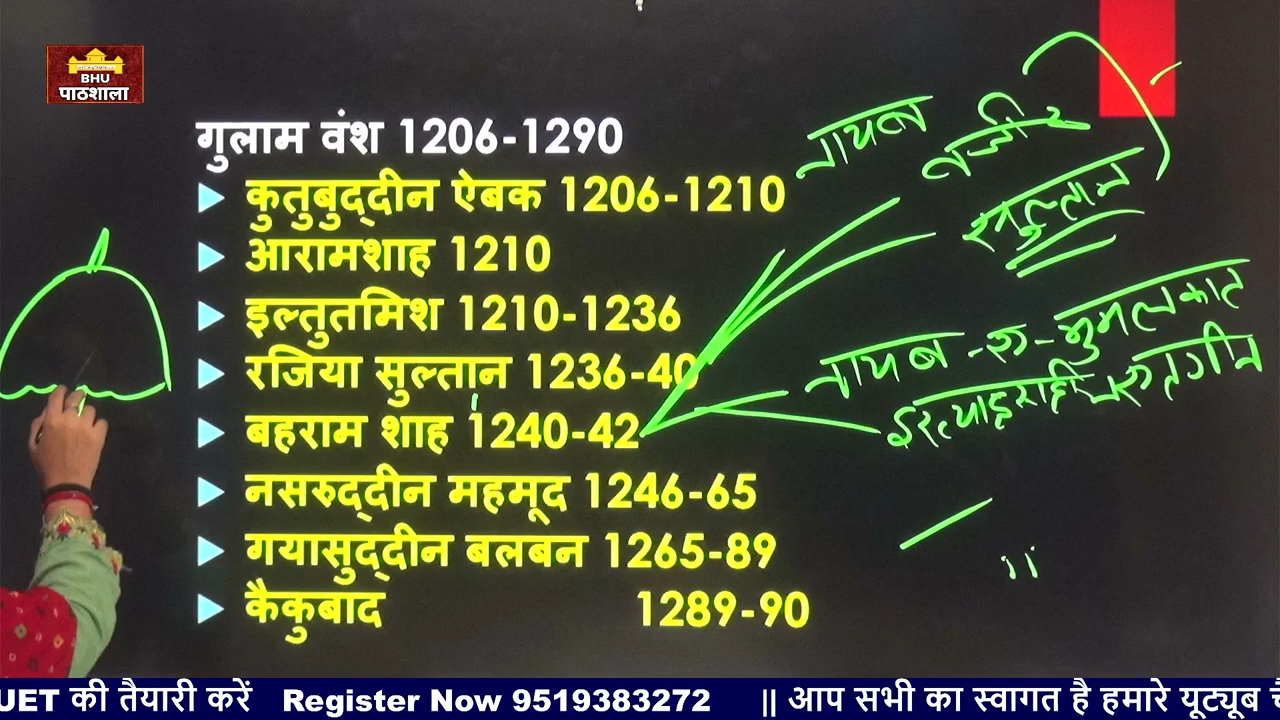 BHU
पाठशाला
गुलाम वंश 1206-1290
कुतुबुद्दीन ऐबक 1206-1210
आरामशाह 1210
इल्तुतमिश 1210-1236
रजिया सुल्तान 1236-40
बहराम शाह 1240-42
नसरुद्दीन महमूद 1246-65
गयासुद्दीन बलबन 1265-89
कैकुबाद 1289-90
नायब
वजीर
सुल्तान
नायब-ए-मुमलकात
एतगीन
UET की तैयारी करें Register Now 9519383272 || आप सभी का स्वागत है हमारे यूट्यूब